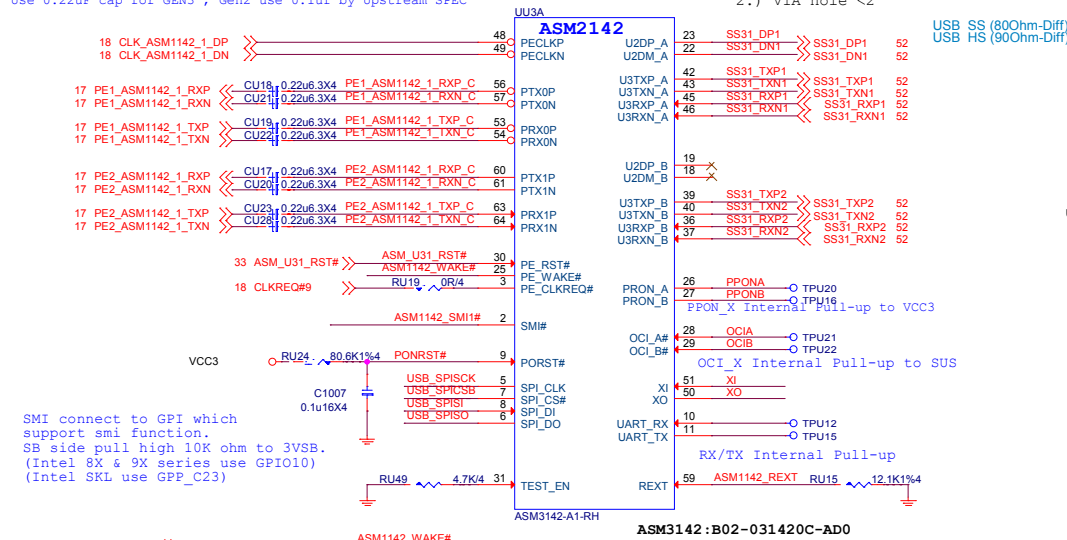 Use 0.22uF cap for GEN3 , Gen2 use 0.1uF by Upstream SPEC
2.) VIA hole <2
USB SS (80Ohm-Diff)
USB HS (90Ohm-Diff)
UU3A
ASM2142
18 CLK_ASM1142_1_DP
48 PECLKP
18 CLK_ASM1142_1_DN
49 PECLKN
17 PE1_ASM1142_1_RXP CU18 0.22u6.3X4 PE1_ASM1142_1_RXP_C 56 PTX0P
17 PE1_ASM1142_1_RXN CU21 0.22u6.3X4 PE1_ASM1142_1_RXN_C 57 PTX0N
17 PE1_ASM1142_1_TXP CU19 0.22u6.3X4 PE1_ASM1142_1_TXP_C 53 PRX0P
17 PE1_ASM1142_1_TXN CU22 0.22u6.3X4 PE1_ASM1142_1_TXN_C 54 PRX0N
17 PE2_ASM1142_1_RXP CU17 0.22u6.3X4 PE2_ASM1142_1_RXP_C 60 PTX1P
17 PE2_ASM1142_1_RXN CU20 0.22u6.3X4 PE2_ASM1142_1_RXN_C 61 PTX1N
17 PE2_ASM1142_1_TXP CU23 0.22u6.3X4 PE2_ASM1142_1_TXP_C 63 PRX1P
17 PE2_ASM1142_1_TXN CU28 0.22u6.3X4 PE2_ASM1142_1_TXN_C 64 PRX1N
33 ASM_U31_RST# ASM_U31_RST# 30 PE_RST#
ASM1142_WAKE# 25 PE_WAKE#
18 CLKREQ#9 RU19 0R/4 3 PE_CLKREQ#
ASM1142_SMI1# 2 SMI#
VCC3 RU24 80.6K1%4 PONRST# 9 PORST#
C1007
0.1u16X4
USB_SPISCK 5 SPI_CLK
USB_SPICSB 7 SPI_CS#
USB_SPISI 8 SPI_DI
USB_SPISO 6 SPI_DO
SMI connect to GPI which
support smi function.
SB side pull high 10K ohm to 3VSB.
(Intel 8X & 9X series use GPIO10)
(Intel SKL use GPP_C23)
RU49 4.7K/4 31 TEST_EN
U2DP_A 23 SS31_DP1 SS31_DP1 52
U2DM_A 22 SS31_DN1 SS31_DN1 52
U3TXP_A 42 SS31_TXP1 SS31_TXP1 52
U3TXN_A 43 SS31_TXN1 SS31_TXN1 52
U3RXP_A 45 SS31_RXP1 SS31_RXP1 52
U3RXN_A 46 SS31_RXN1 SS31_RXN1 52
U2DP_B 19
U2DM_B 18
U3TXP_B 39 SS31_TXP2 SS31_TXP2 52
U3TXN_B 40 SS31_TXN2 SS31_TXN2 52
U3RXP_B 36 SS31_RXP2 SS31_RXP2 52
U3RXN_B 37 SS31_RXN2 SS31_RXN2 52
PRON_A 26 PPONA TPU20
PRON_B 27 PPONB TPU16
PPON_X Internal Pull-up to VCC3
OCI_A# 28 OCIA TPU21
OCI_B# 29 OCIB TPU22
OCI_X Internal Pull-up to SUS
XI 51 XI
XO 50 XO
UART_RX 10 TPU12
UART_TX 11 TPU15
RX/TX Internal Pull-up
REXT 59 ASM1142_REXT RU15 12.1K1%4
ASM3142-A1-RH
ASM3142:B02-031420C-AD0
ASM1142_WAKE#